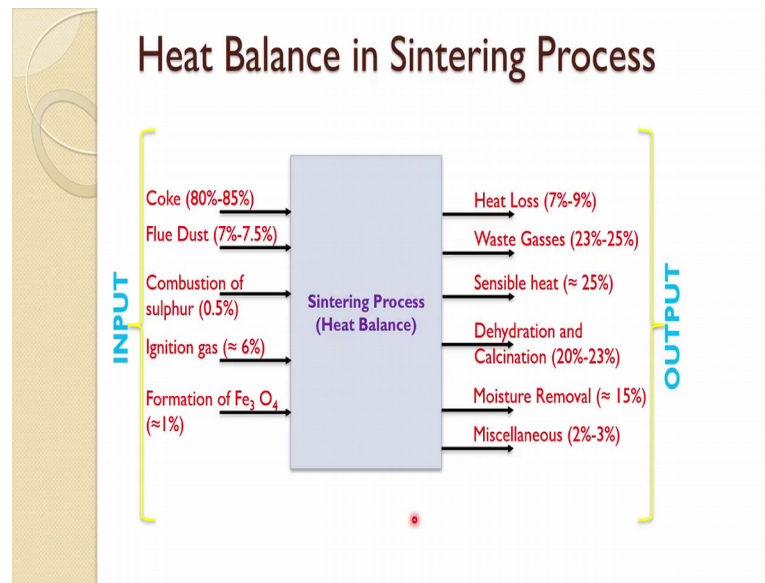 Heat Balance in Sintering Process
INPUT
Coke (80%-85%)
Flue Dust (7%-7.5%)
Combustion of
sulphur (0.5%)
Ignition gas (≈ 6%)
Formation of Fe₃ O₄
(≈1%)
Sintering Process
(Heat Balance)
Heat Loss (7%-9%)
Waste Gasses (23%-25%)
Sensible heat (≈ 25%)
Dehydration and
Calcination (20%-23%)
Moisture Removal (≈ 15%)
Miscellaneous (2%-3%)
OUTPUT